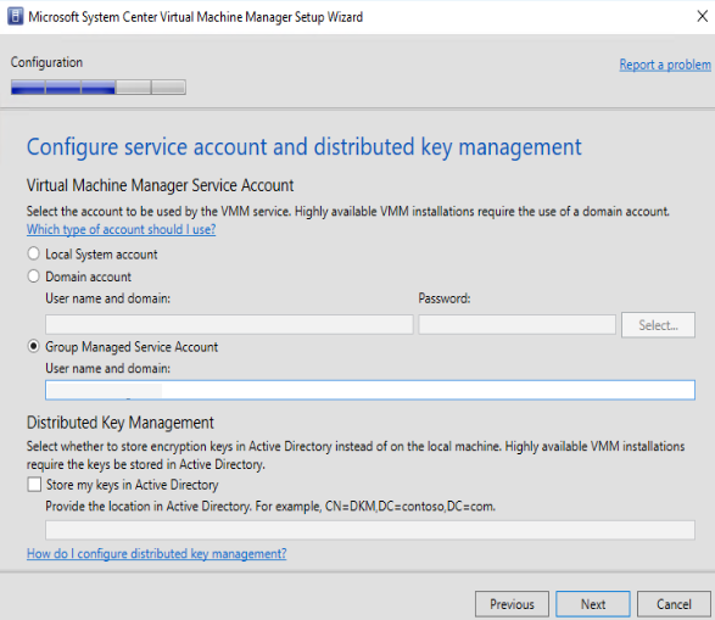 Microsoft System Center Virtual Machine Manager Setup Wizard
Configuration
Report a problem
Configure service account and distributed key management
Virtual Machine Manager Service Account
Select the account to be used by the VMM service. Highly available VMM installations require the use of a domain account.
Which type of account should I use?
Local System account
Domain account
User name and domain:
Password:
Select...
Group Managed Service Account
User name and domain:
Distributed Key Management
Select whether to store encryption keys in Active Directory instead of on the local machine. Highly available VMM installations
require the keys be stored in Active Directory.
Store my keys in Active Directory
Provide the location in Active Directory. For example, CN=DKM,DC=contoso,DC=com.
How do I configure distributed key management?
Previous
Next
Cancel